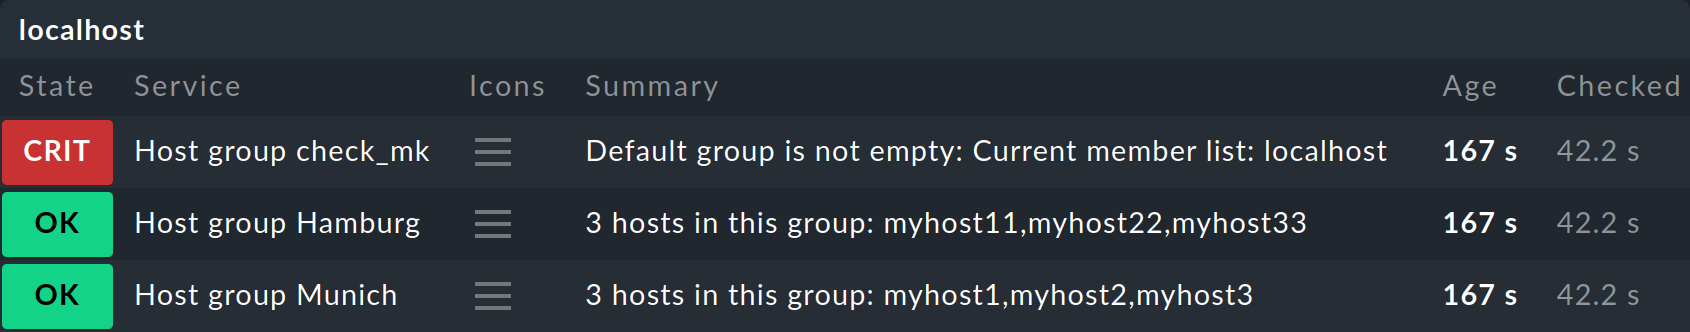 localhost
State Service Icons Summary Age Checked
CRIT Host group check_mk Default group is not empty: Current member list: localhost 167 s 42.2 s
OK Host group Hamburg 3 hosts in this group: myhost11,myhost22,myhost33 167 s 42.2 s
OK Host group Munich 3 hosts in this group: myhost1,myhost2,myhost3 167 s 42.2 s